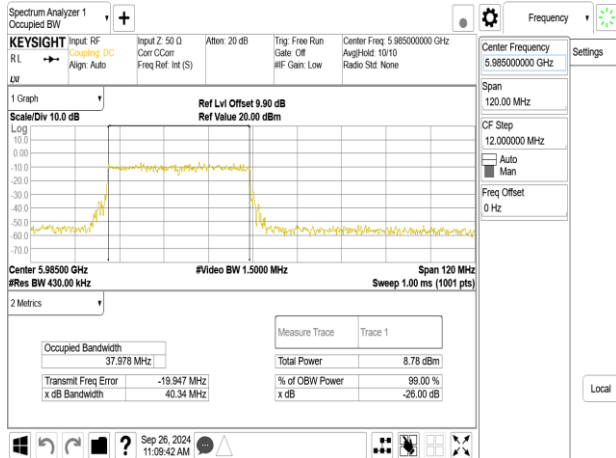 Spectrum Analyzer 1
Occupied BW
Frequency
KEYSIGHT
RL
Input: RF
Coupling: DC
Align: Auto
Input Z: 50 Ω
Corr CCorr
Freq Ref: Int (S)
Atten: 20 dB
Trig: Free Run
Gate: Off
#IF Gain: Low
Center Freq: 5.985000000 GHz
Avg|Hold: 10/10
Radio Std: None
Center Frequency
5.985000000 GHz
Settings
Span
120.00 MHz
CF Step
12.000000 MHz
Auto
Man
Freq Offset
0 Hz
Local
1 Graph
Scale/Div 10.0 dB
Ref Lvl Offset 9.90 dB
Ref Value 20.00 dBm
Log
10.0
0.00
-10.0
-20.0
-30.0
-40.0
-50.0
-60.0
-70.0
Center 5.98500 GHz
#Video BW 1.5000 MHz
Span 120 MHz
#Res BW 430.00 kHz
Sweep 1.00 ms (1001 pts)
2 Metrics
Measure Trace Trace 1
Occupied Bandwidth
37.978 MHz
Total Power 8.78 dBm
Transmit Freq Error -19.947 MHz
% of OBW Power 99.00 %
x dB Bandwidth 40.34 MHz
x dB -26.00 dB
?
Sep 26, 2024
11:09:42 AM